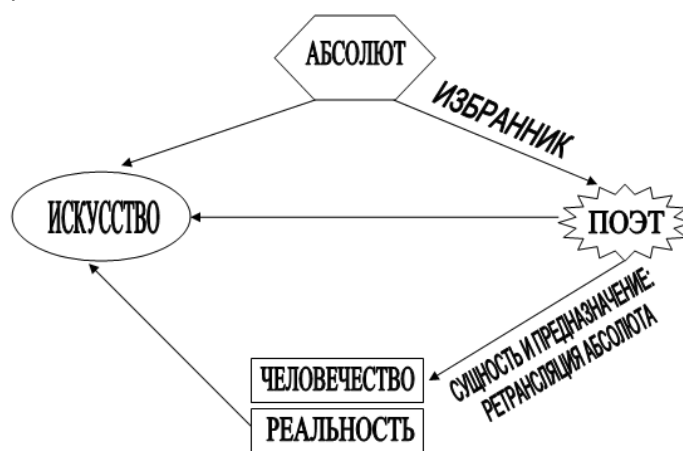 АБСОЛЮТ
ИЗБРАННИК
ИСКУССТВО
ПОЭТ
СУЩНОСТЬ И ПРЕДНАЗНАЧЕНИЕ:
РЕТРАНСЛЯЦИЯ АБСОЛЮТА
ЧЕЛОВЕЧЕСТВО
РЕАЛЬНОСТЬ